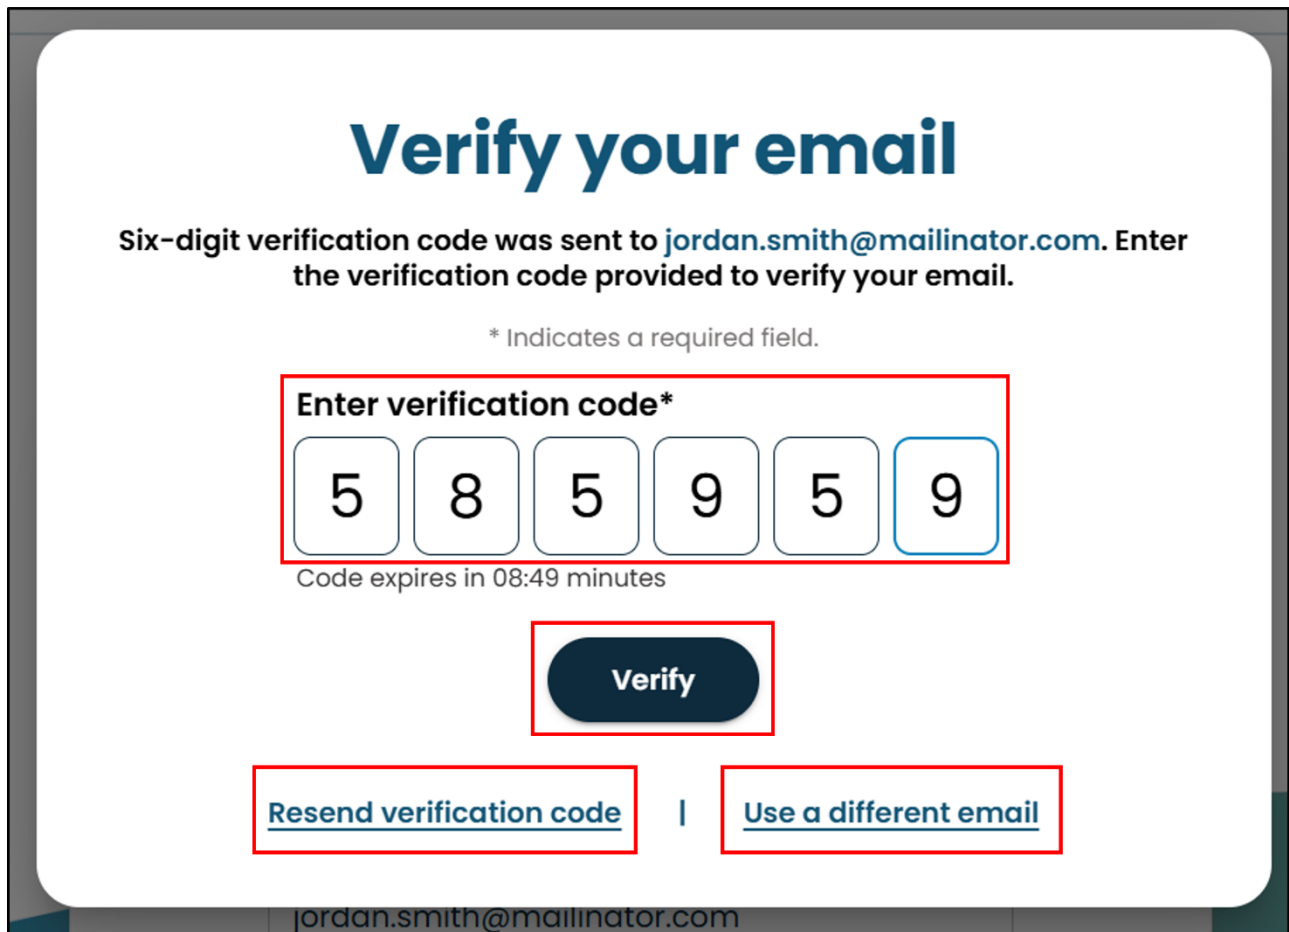 Verify your email
Six-digit verification code was sent to jordan.smith@mailinator.com. Enter
the verification code provided to verify your email.
* Indicates a required field.
Enter verification code*
5 8 5 9 5 9
Code expires in 08:49 minutes
Verify
Resend verification code | Use a different email
jordan.smith@mailinator.com